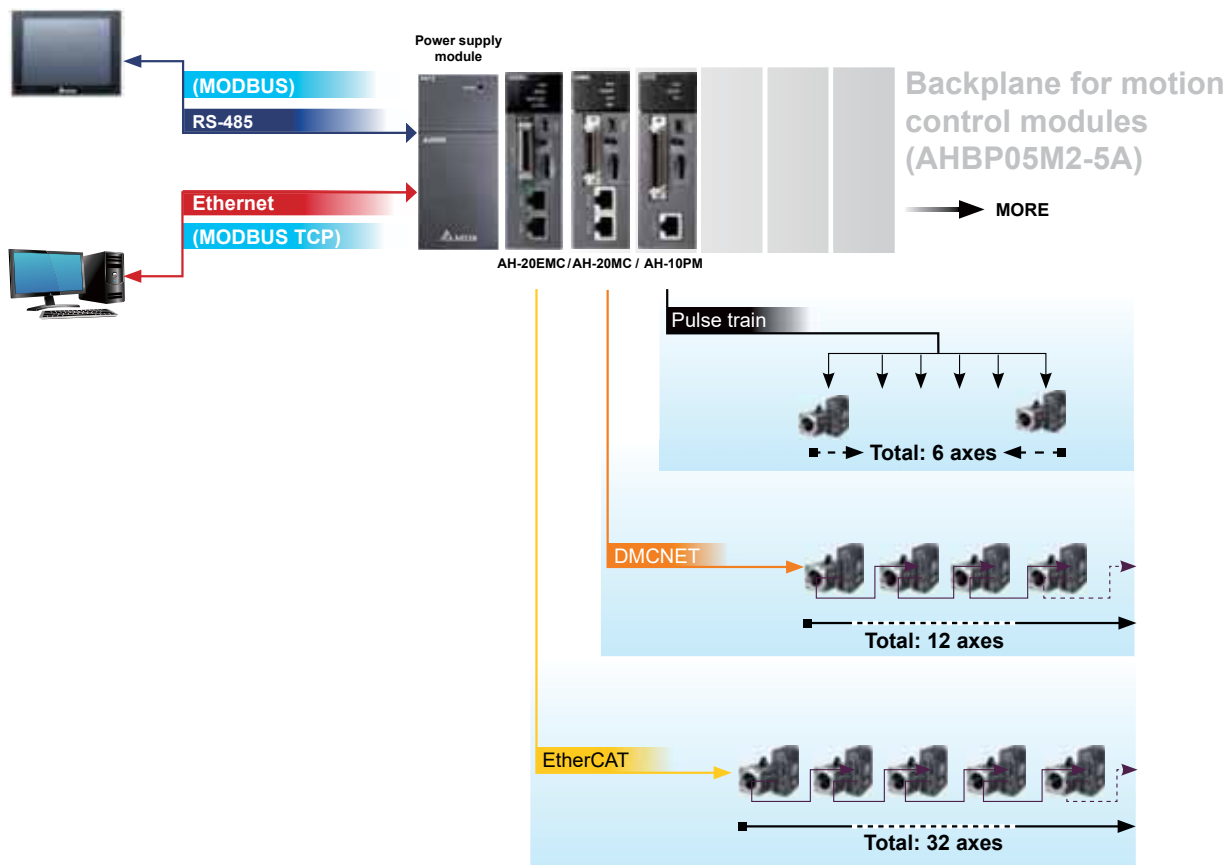 Power supply
module
(MODBUS)
RS-485
Ethernet
(MODBUS TCP)
Backplane for motion
control modules
(AHBP05M2-5A)
MORE
AH-20EMC / AH-20MC / AH-10PM
Pulse train
Total: 6 axes
DMCNET
Total: 12 axes
EtherCAT
Total: 32 axes